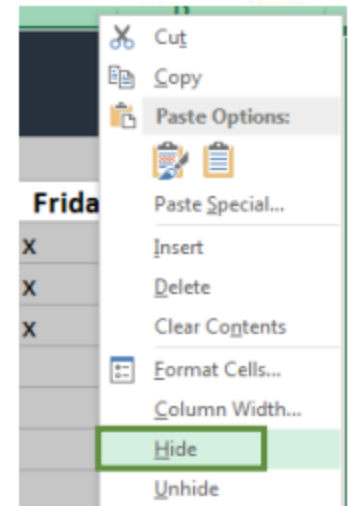 Cut
Copy
Paste Options:
Frida
Paste Special...
x
Insert
x
Delete
x
Clear Contents
Format Cells...
Column Width...
Hide
Unhide